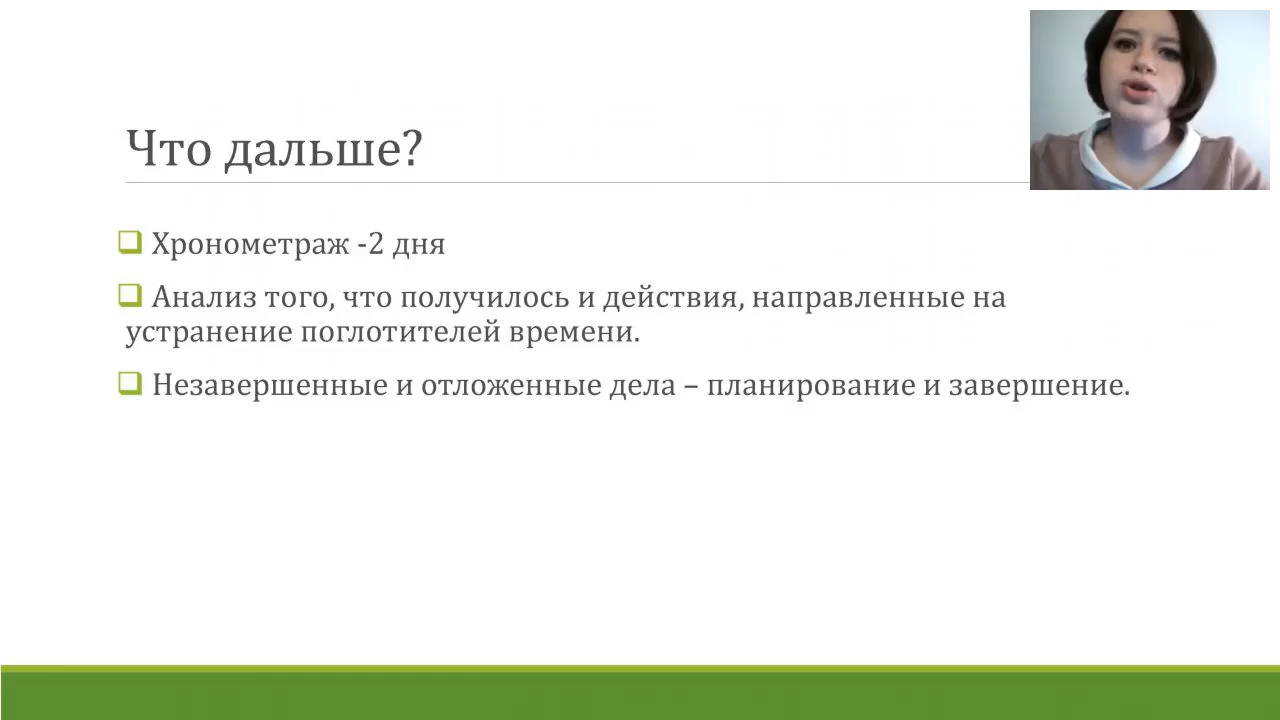 Что дальше?
Хронометраж -2 дня
Анализ того, что получилось и действия, направленные на
устранение поглотителей времени.
Незавершенные и отложенные дела – планирование и завершение.